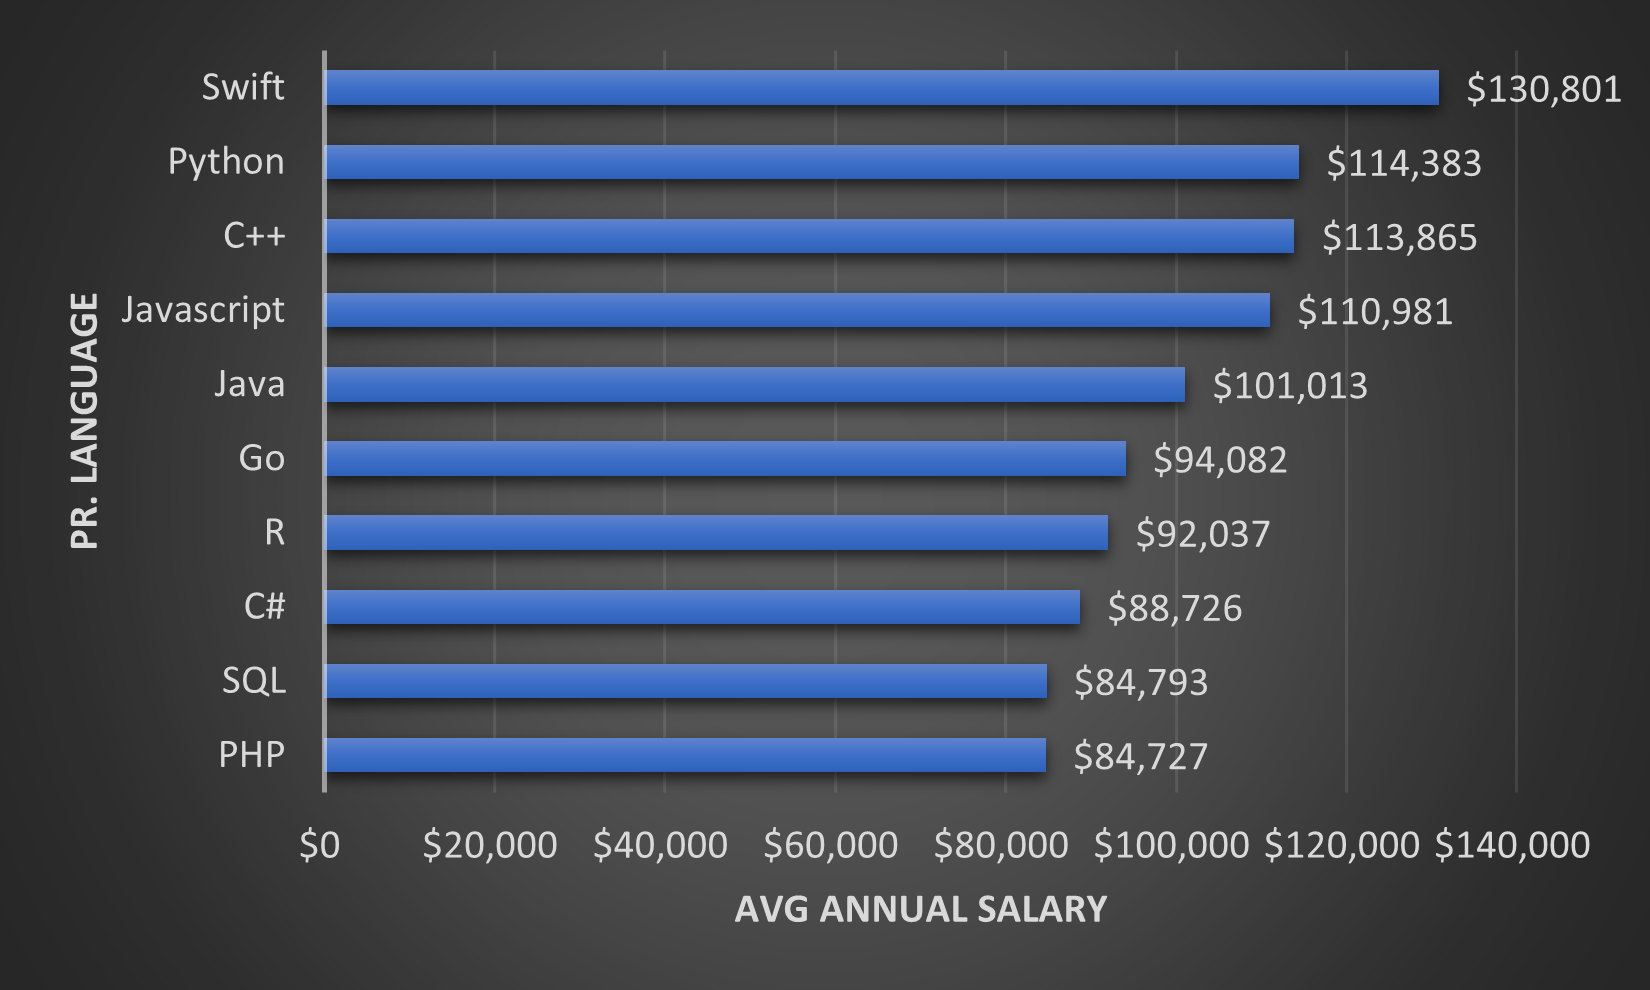 Swift $130,801
Python $114,383
C++ $113,865
Javascript $110,981
Java $101,013
Go $94,082
R $92,037
C# $88,726
SQL $84,793
PHP $84,727
PR. LANGUAGE
$0 $20,000 $40,000 $60,000 $80,000 $100,000 $120,000 $140,000
AVG ANNUAL SALARY